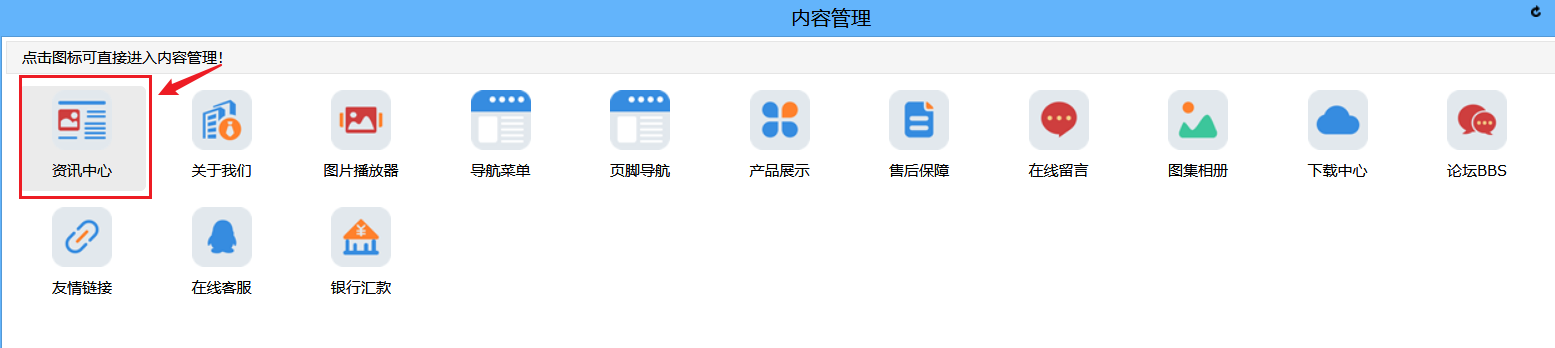 内容管理
点击图标可直接进入内容管理!
资讯中心 关于我们 图片播放器 导航菜单 页脚导航 产品展示 售后保障 在线留言 图集相册 下载中心 论坛BBS
¥
友情链接 在线客服 银行汇款